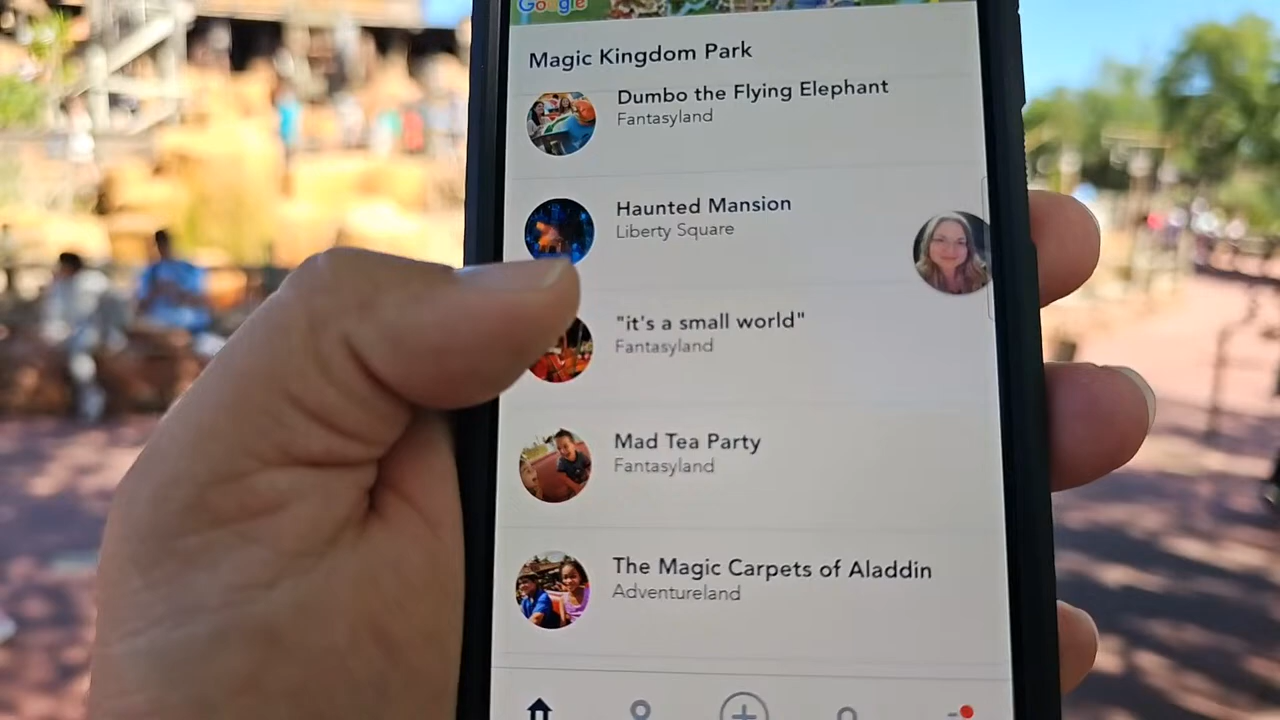 Google
Magic Kingdom Park
Dumbo the Flying Elephant
Fantasyland
Haunted Mansion
Liberty Square
"it's a small world"
Fantasyland
Mad Tea Party
Fantasyland
The Magic Carpets of Aladdin
Adventureland